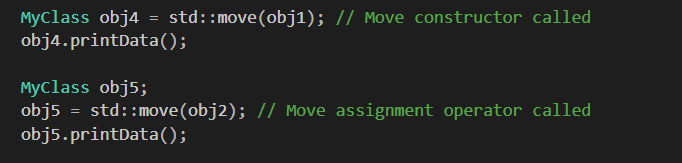 MyClass obj4 = std::move(obj1); // Move constructor called
obj4.printData();
MyClass obj5;
obj5 = std::move(obj2); // Move assignment operator called
obj5.printData();